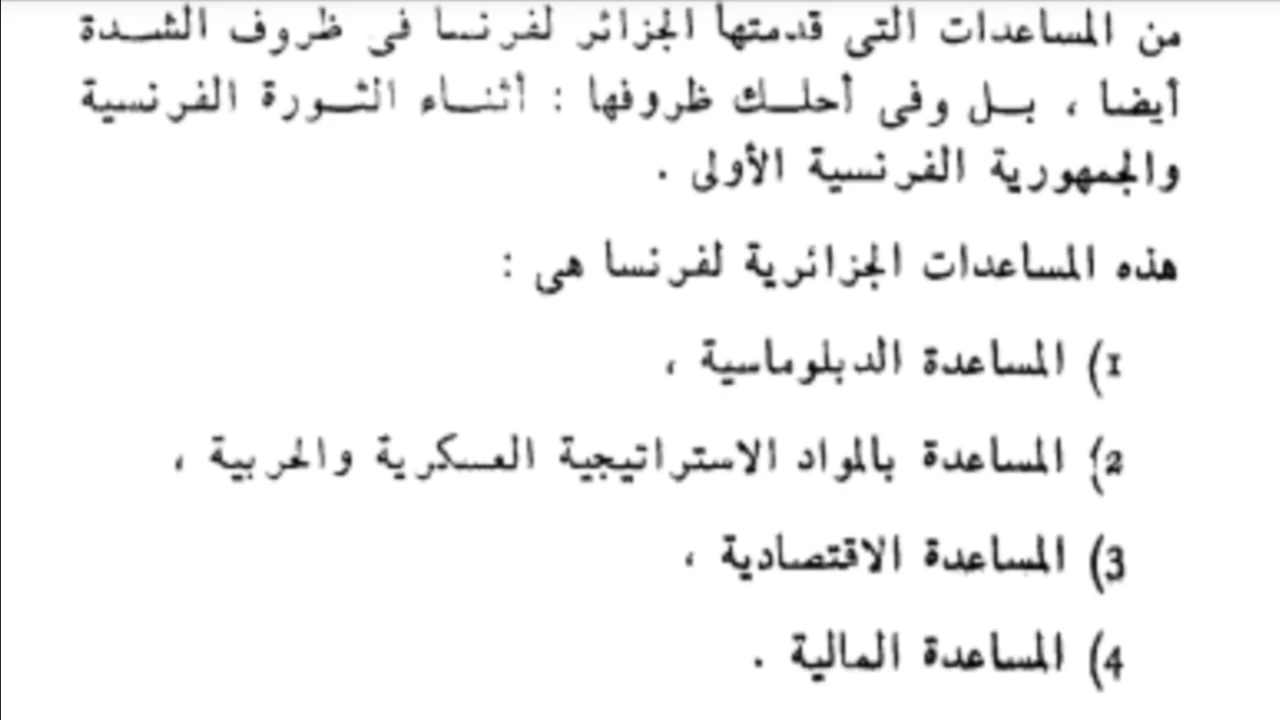 من المساعدات التى قدمتها الجزائر لفرنسا فى ظروف الشدة
أيضا ، بل وفى أحلك ظروفها : أثناء الثورة الفرنسية
والجمهورية الفرنسية الأولى .
هذه المساعدات الجزائرية لفرنسا هى :
1) المساعدة الدبلوماسية ،
2) المساعدة بالمواد الاستراتيجية العسكرية والحربية ،
3) المساعدة الاقتصادية ،
4) المساعدة المالية .